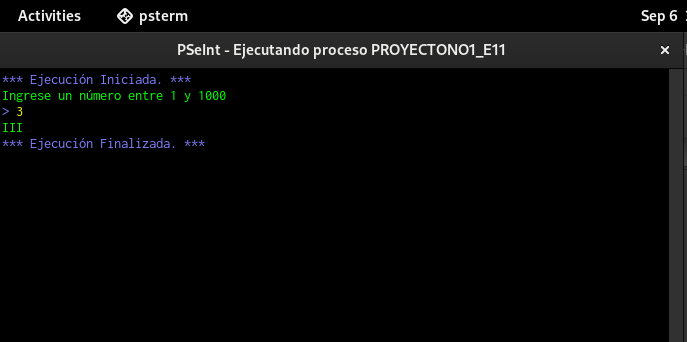 Activities psterm Sep 6
PSeInt - Ejecutando proceso PROYECTONO1_E11 ×
*** Ejecución Iniciada. ***
Ingrese un número entre 1 y 1000
> 3
III
*** Ejecución Finalizada. ***